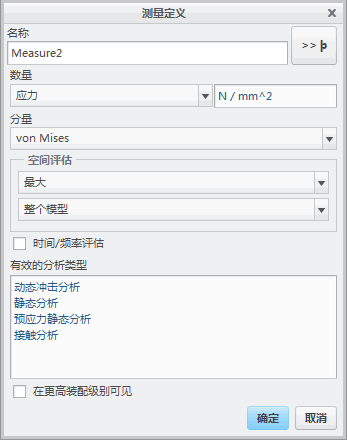 测量定义
名称
Measure2
>> þ
数量
应力
N / mm^2
分量
von Mises
空间评估
最大
整个模型
时间/频率评估
有效的分析类型
动态冲击分析
静态分析
预应力静态分析
接触分析
在更高装配级别可见
确定
取消